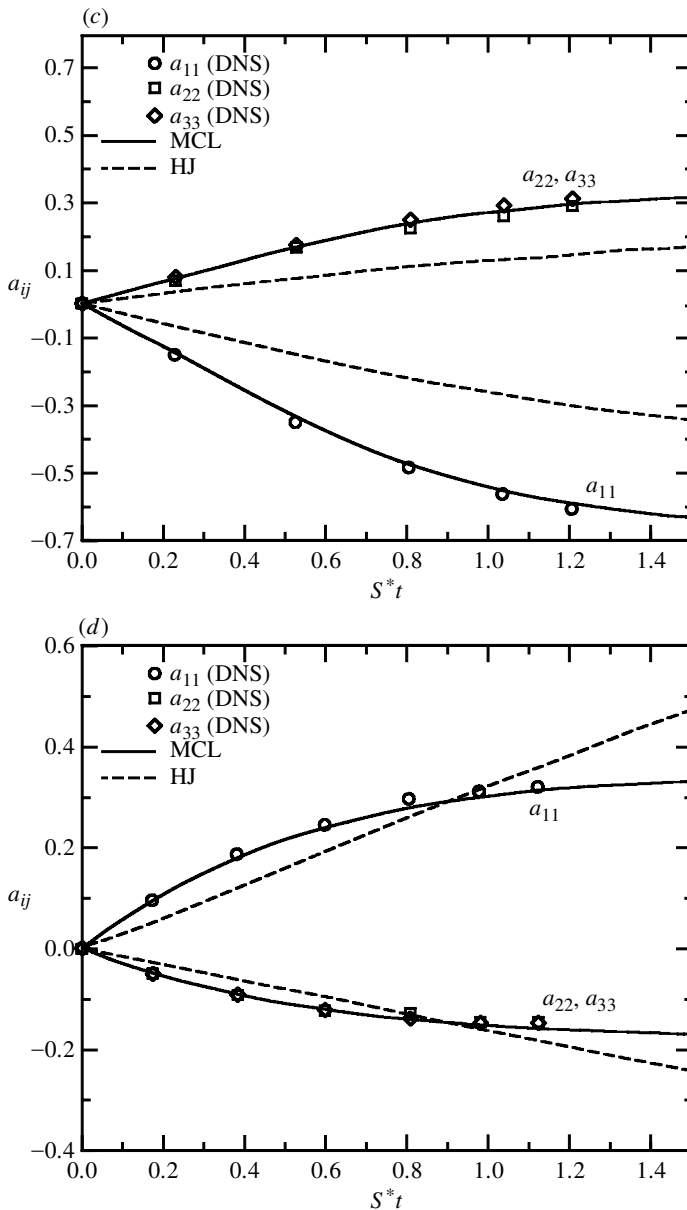 (c)
0.7
a11 (DNS)
a22 (DNS)
a33 (DNS)
MCL
HJ
0.5
a22, a33
0.3
aij 0.1
−0.1
−0.3
−0.5
a11
−0.7
0.0 0.2 0.4 0.6 0.8 1.0 1.2 1.4
S*t
(d)
0.6
a11 (DNS)
a22 (DNS)
a33 (DNS)
MCL
HJ
0.4
a11
0.2
aij
0.0
a22, a33
−0.2
−0.4
0.0 0.2 0.4 0.6 0.8 1.0 1.2 1.4
S*t